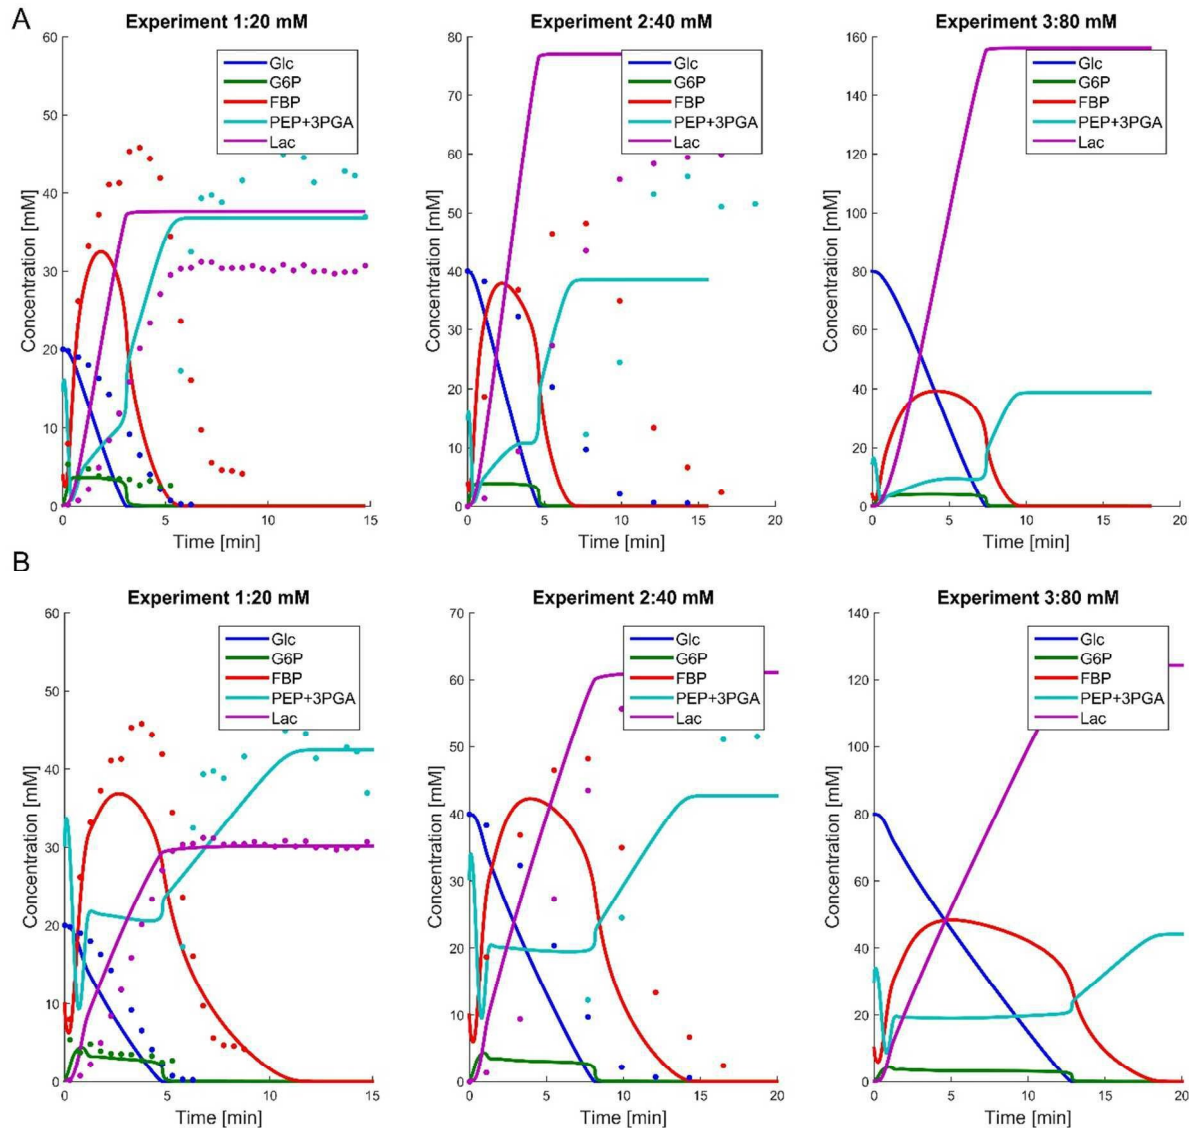 A
Experiment 1:20 mM
60
50
40
30
20
10
0
0
5
10
15
Concentration [mM]
Time [min]
Glc
G6P
FBP
PEP+3PGA
Lac
Experiment 2:40 mM
80
70
60
50
40
30
20
10
0
0
5
10
15
20
Concentration [mM]
Time [min]
Glc
G6P
FBP
PEP+3PGA
Lac
Experiment 3:80 mM
160
140
120
100
80
60
40
20
0
0
5
10
15
20
Concentration [mM]
Time [min]
Glc
G6P
FBP
PEP+3PGA
Lac
B
Experiment 1:20 mM
60
50
40
30
20
10
0
0
5
10
15
Concentration [mM]
Time [min]
Glc
G6P
FBP
PEP+3PGA
Lac
Experiment 2:40 mM
70
60
50
40
30
20
10
0
0
5
10
15
20
Concentration [mM]
Time [min]
Glc
G6P
FBP
PEP+3PGA
Lac
Experiment 3:80 mM
140
120
100
80
60
40
20
0
0
5
10
15
20
Concentration [mM]
Time [min]
Glc
G6P
FBP
PEP+3PGA
Lac